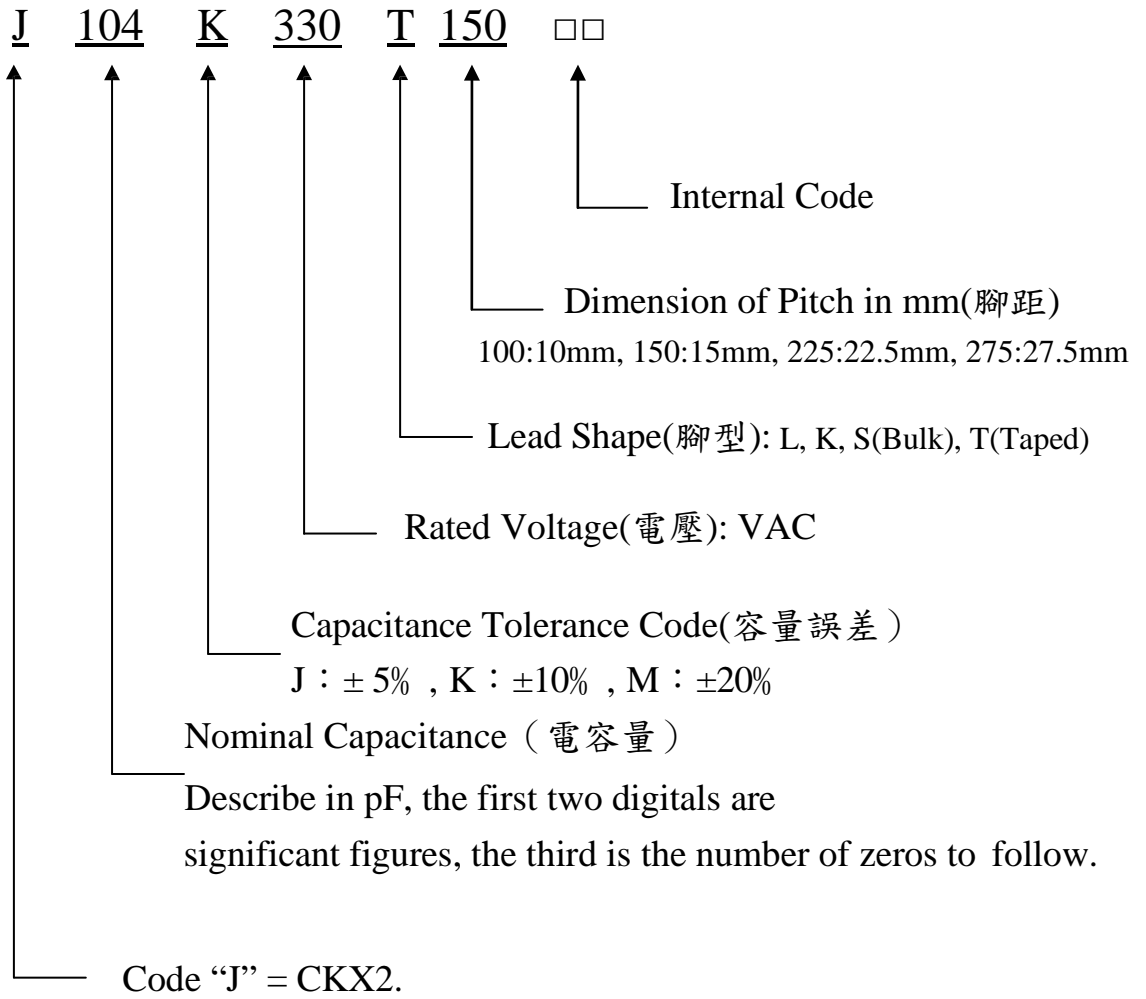 J 104 K 330 T 150 □□
Internal Code
Dimension of Pitch in mm(腳距)
100:10mm, 150:15mm, 225:22.5mm, 275:27.5mm
Lead Shape(腳型): L, K, S(Bulk), T(Taped)
Rated Voltage(電壓): VAC
Capacitance Tolerance Code(容量誤差）
J：± 5% , K：±10% , M：±20%
Nominal Capacitance（電容量）
Describe in pF, the first two digitals are
significant figures, the third is the number of zeros to follow.
Code “J” = CKX2.